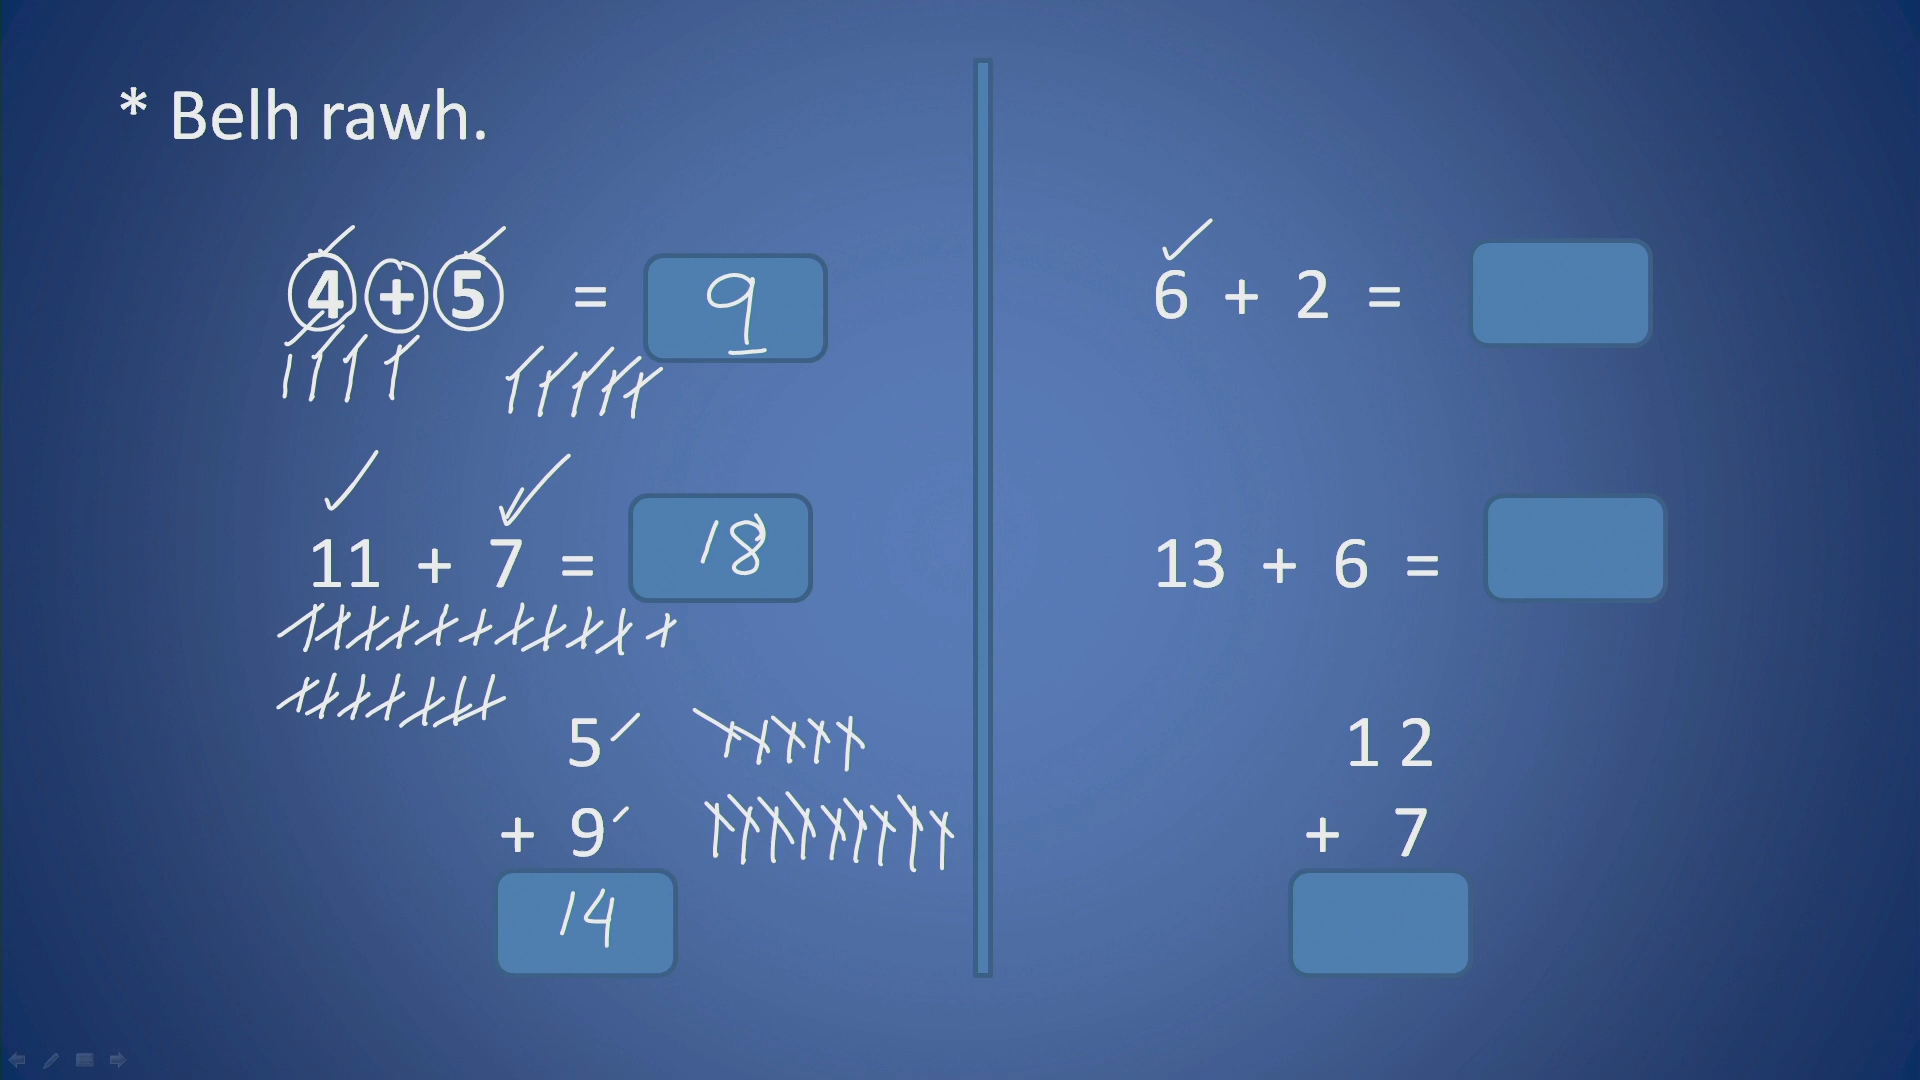 * Belh rawh.
4 + 5 = 9
11 + 7 = 18
5
+ 9
14
6 + 2 =
13 + 6 =
1 2
+ 7